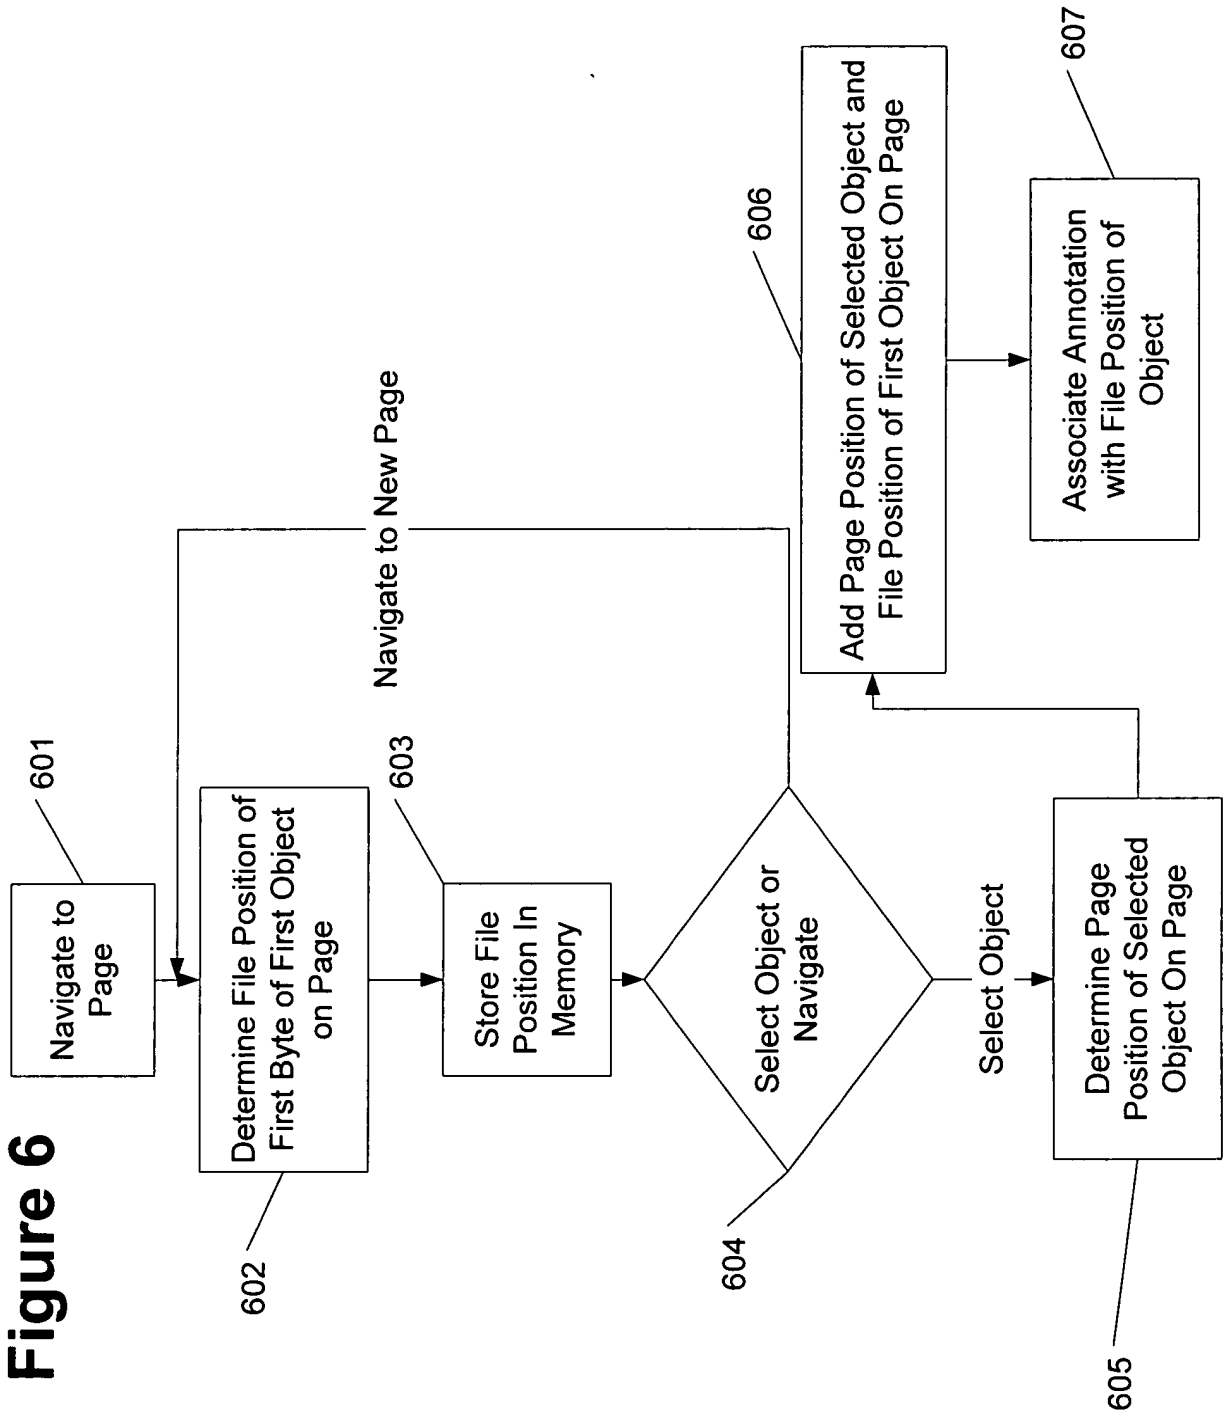 Figure 6
601
Navigate to
Page
602
Determine File Position of
First Byte of First Object
on Page
603
Store File
Position In
Memory
604
Select Object or
Navigate
Navigate to New Page
Select Object
605
Determine Page
Position of Selected
Object On Page
606
Add Page Position of Selected Object and
File Position of First Object On Page
607
Associate Annotation
with File Position of
Object